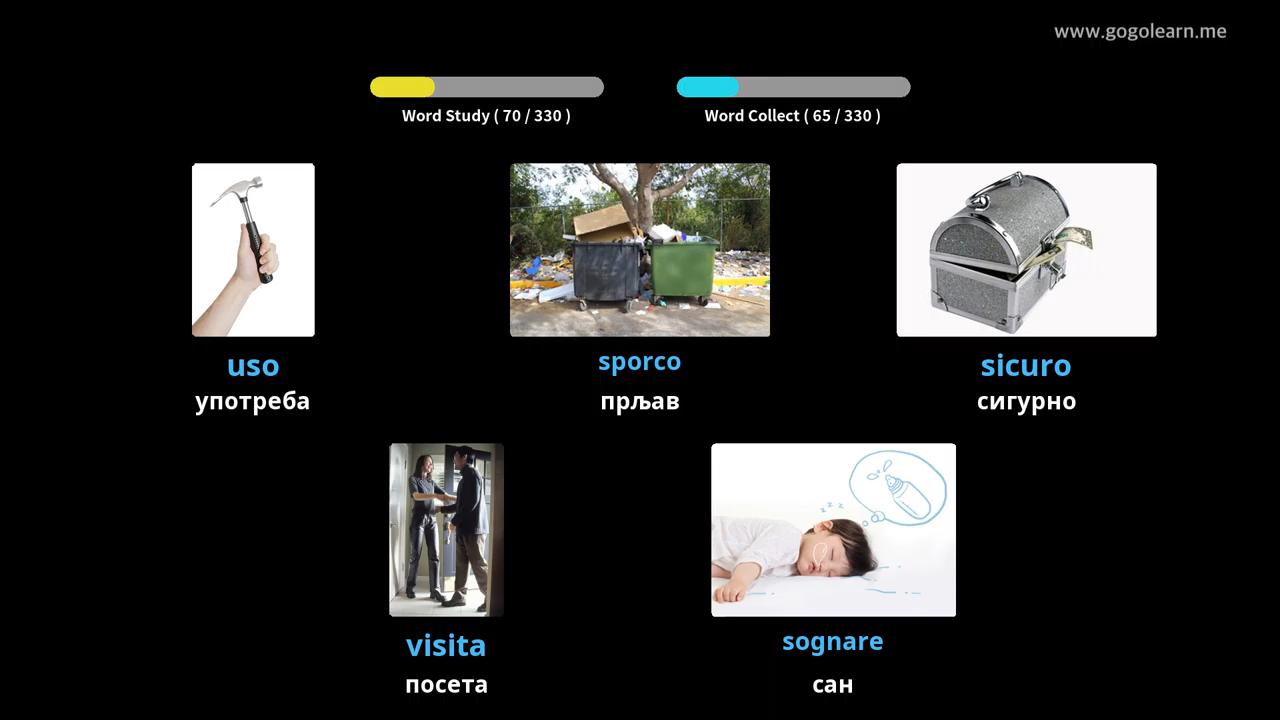 www.gogolearn.me
Word Study ( 70 / 330 )
Word Collect ( 65 / 330 )
uso
употреба
sporco
прљав
sicuro
сигурно
visita
посета
sognare
сан